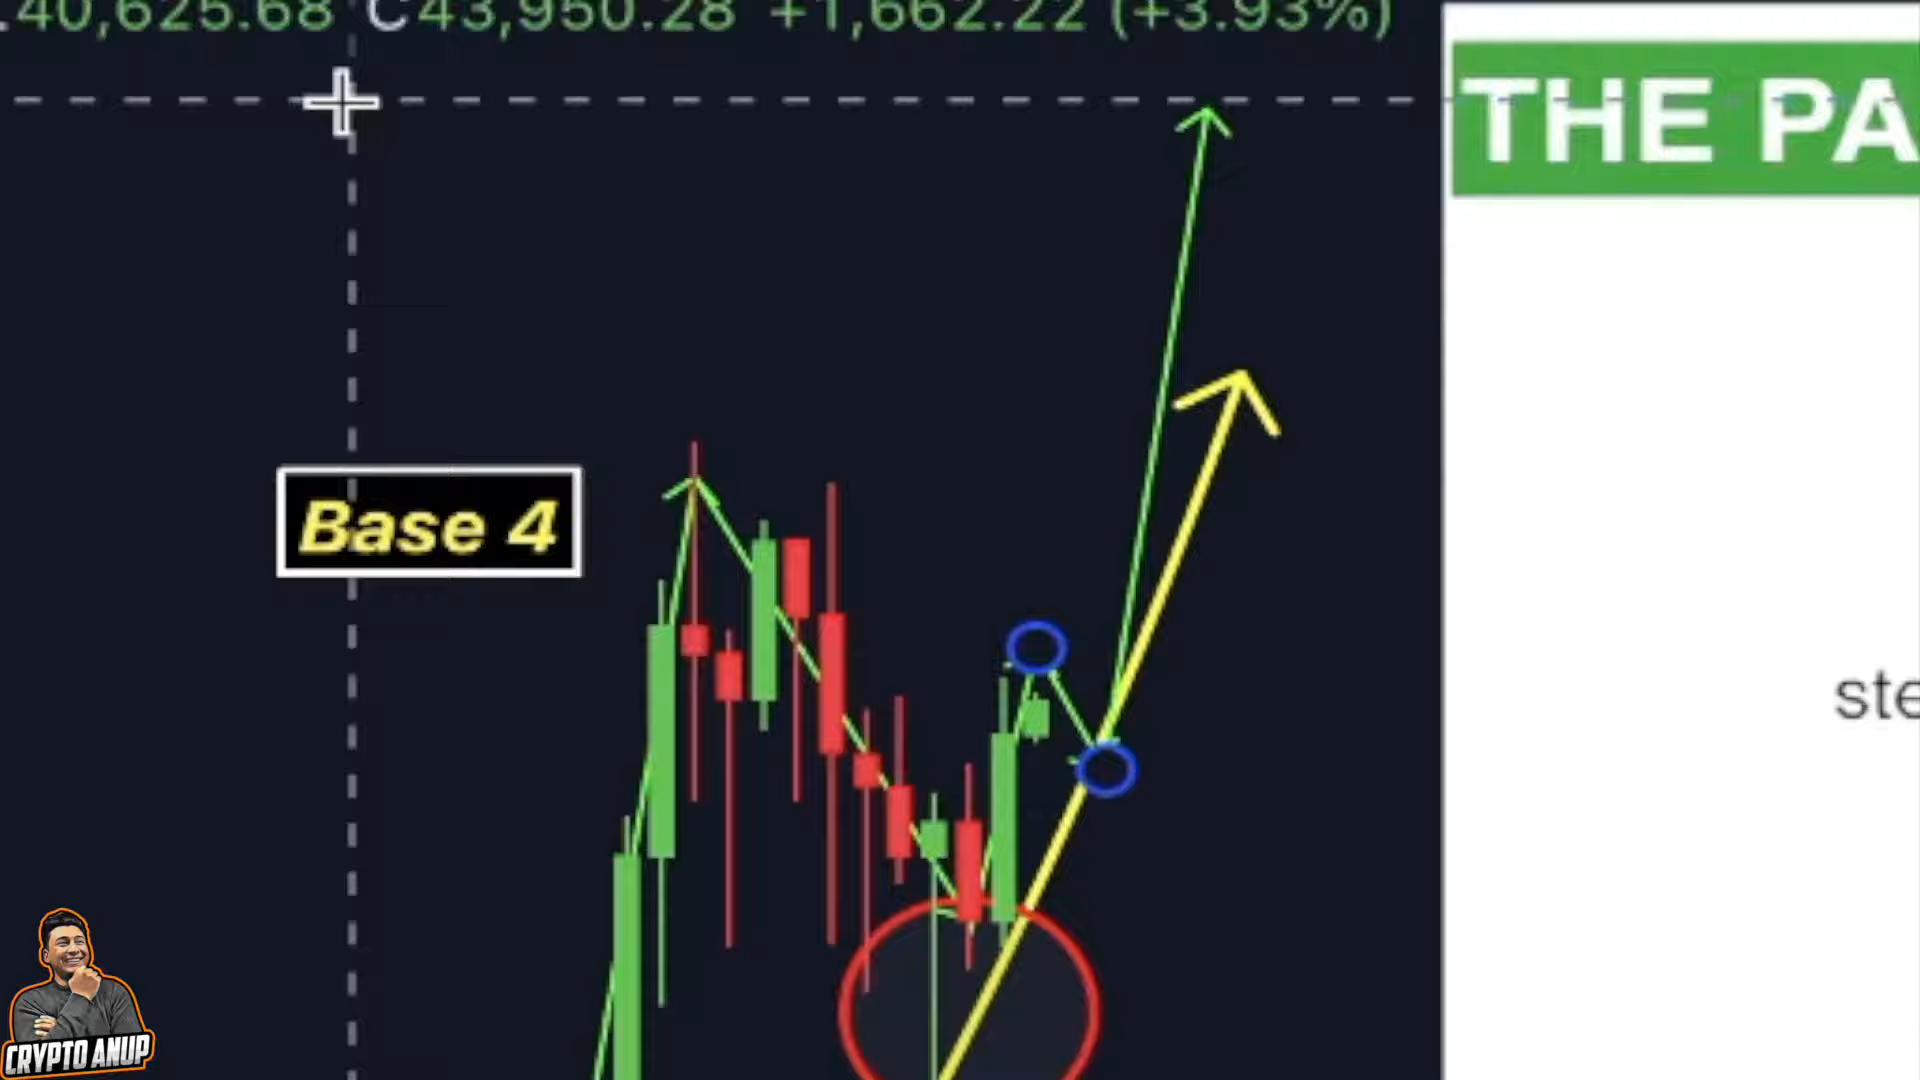 40,625.68 C43,950.28 +1,662.22 (+3.93%)
THE PA
Base 4
ste
CRYPTO ANUP